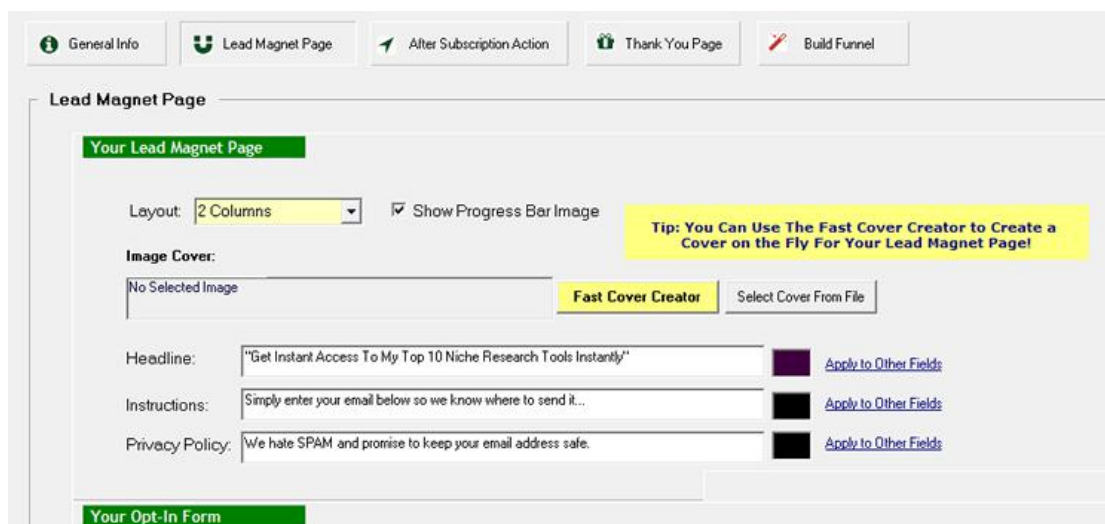 General Info
Lead Magnet Page
After Subscription Action
Thank You Page
Build Funnel
Lead Magnet Page
Your Lead Magnet Page
Layout: 2 Columns
Show Progress Bar Image
Tip: You Can Use The Fast Cover Creator to Create a
Cover on the Fly For Your Lead Magnet Page!
Image Cover:
No Selected Image
Fast Cover Creator
Select Cover From File
Headline:
"Get Instant Access To My Top 10 Niche Research Tools Instantly"
Apply to Other Fields
Instructions:
Simply enter your email below so we know where to send it...
Apply to Other Fields
Privacy Policy:
We hate SPAM and promise to keep your email address safe.
Apply to Other Fields
Your Opt-In Form